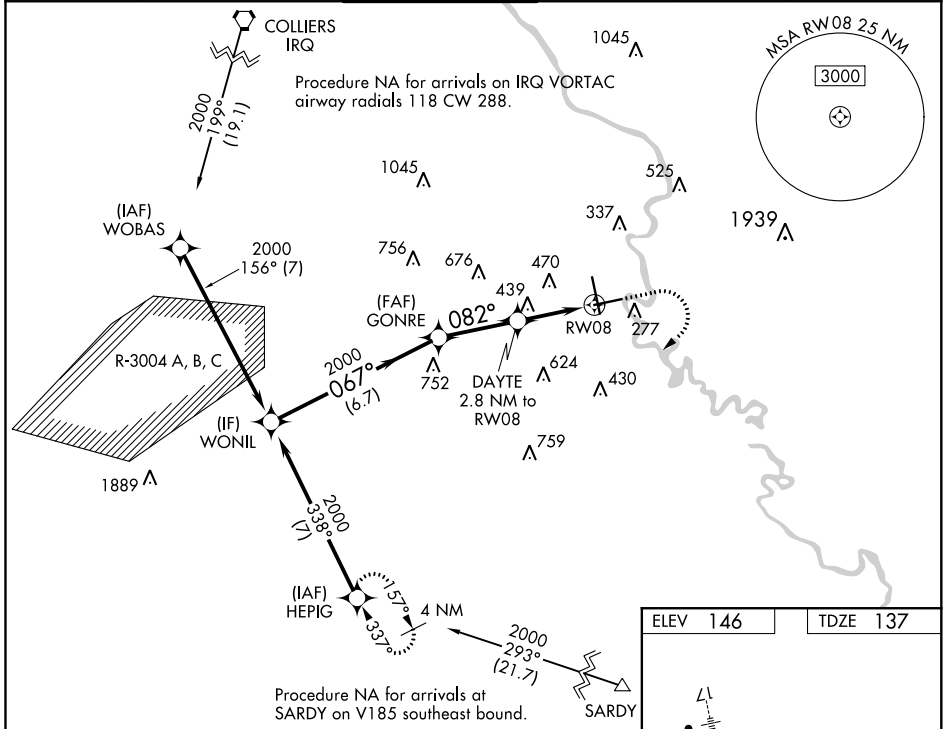 COLLIERS
IRQ
Procedure NA for arrivals on IRQ VORTAC
airway radials 118 CW 288.
1045
MSA RW08 25 NM
3000
2000
199°
(19.1)
1045
525
(IAF)
WOBAS
337
1939
2000
156° (7)
756
676
470
439
(FAF)
GONRE
082°
RW08
277
R-3004 A, B, C
2000
067°
(6.7)
752
DAYTE
2.8 NM to
RW08
624
430
(IF)
WONIL
759
1889
2000
338°
(7)
(IAF)
HEPIG
157°
337°
4 NM
2000
293°
(21.7)
SARDY
Procedure NA for arrivals at
SARDY on V185 southeast bound.
ELEV 146
TDZE 137
17